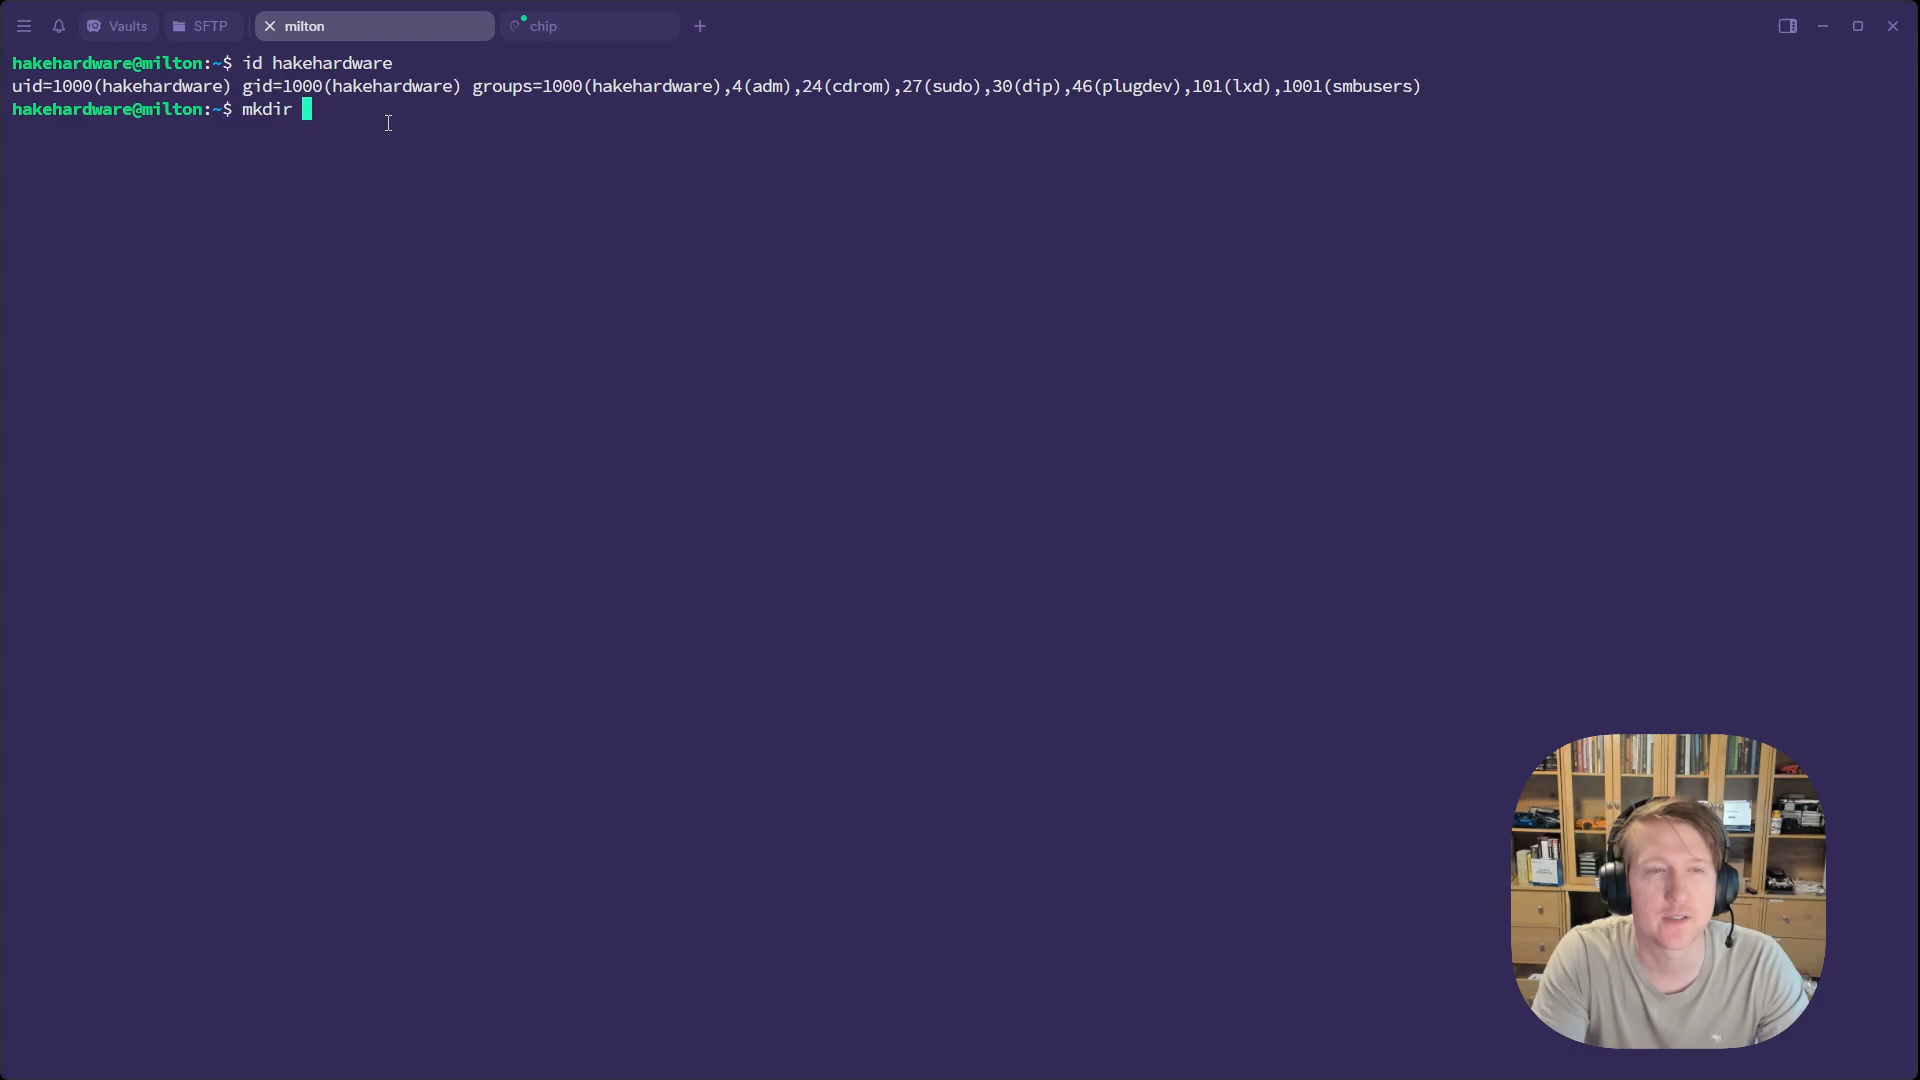 Vaults
SFTP
milton
chip
hakehardware@milton:~$ id hakehardware
uid=1000(hakehardware) gid=1000(hakehardware) groups=1000(hakehardware),4(adm),24(cdrom),27(sudo),30(dip),46(plugdev),101(lxd),1001(smbusers)
hakehardware@milton:~$ mkdir